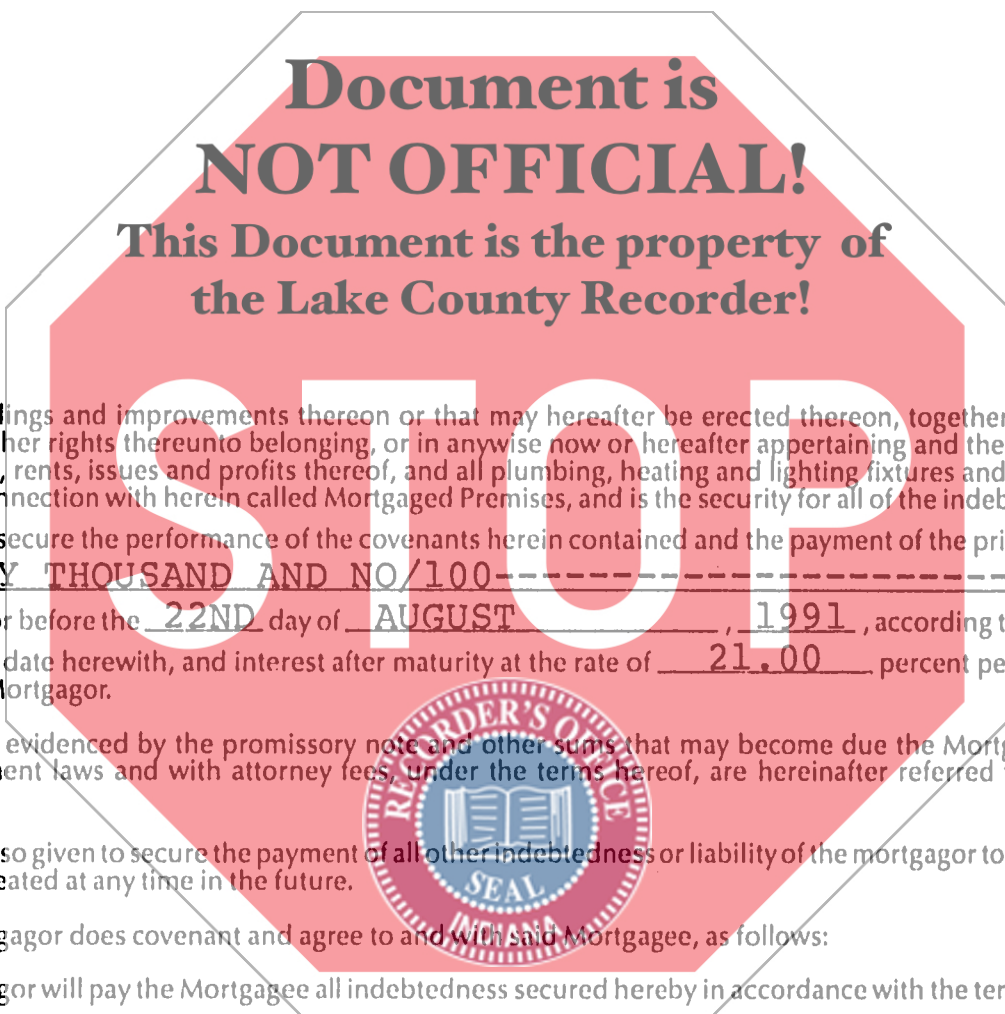 Document is
NOT OFFICIAL!
This Document is the property of
the Lake County Recorder!
STOP
ings and improvements thereon or that may hereafter be erected thereon, together
her rights thereunto belonging, or in anywise now or hereafter appertaining and the
, rents, issues and profits thereof, and all plumbing, heating and lighting fixtures and
nnection with herein called Mortgaged Premises, and is the security for all of the indeb
secure the performance of the covenants herein contained and the payment of the pri
Y THOUSAND AND NO/100--------------------------------
r before the 22ND day of AUGUST , 1991 , according t
date herewith, and interest after maturity at the rate of 21.00 percent pe
ortgagor.
evidenced by the promissory note and other sums that may become due the Mortg
ent laws and with attorney fees, under the terms hereof, are hereinafter referred
so given to secure the payment of all other indebtedness or liability of the mortgagor to
eated at any time in the future.
gagor does covenant and agree to and with said Mortgagee, as follows:
gor will pay the Mortgagee all indebtedness secured hereby in accordance with the ter
RECORDER'S OFFICE
SEAL
INDIANA